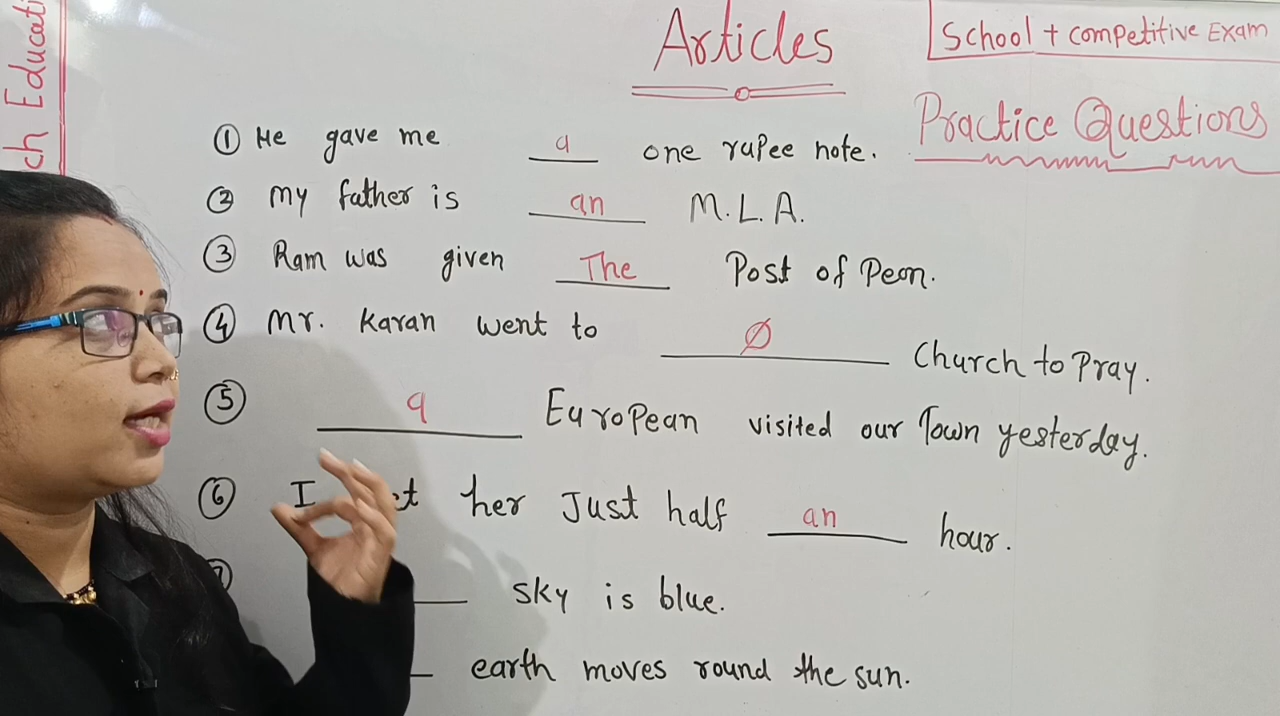 ch Educati
Articles
School + competitive Exam
Practice Questions
① He gave me a one rupee note.
② My father is an M.L.A.
③ Ram was given The Post of Peon.
④ Mr. Karan went to Ø Church to Pray.
⑤ a European visited our Town yesterday.
⑥ I her Just half an hour.
⑦ sky is blue.
earth moves round the sun.